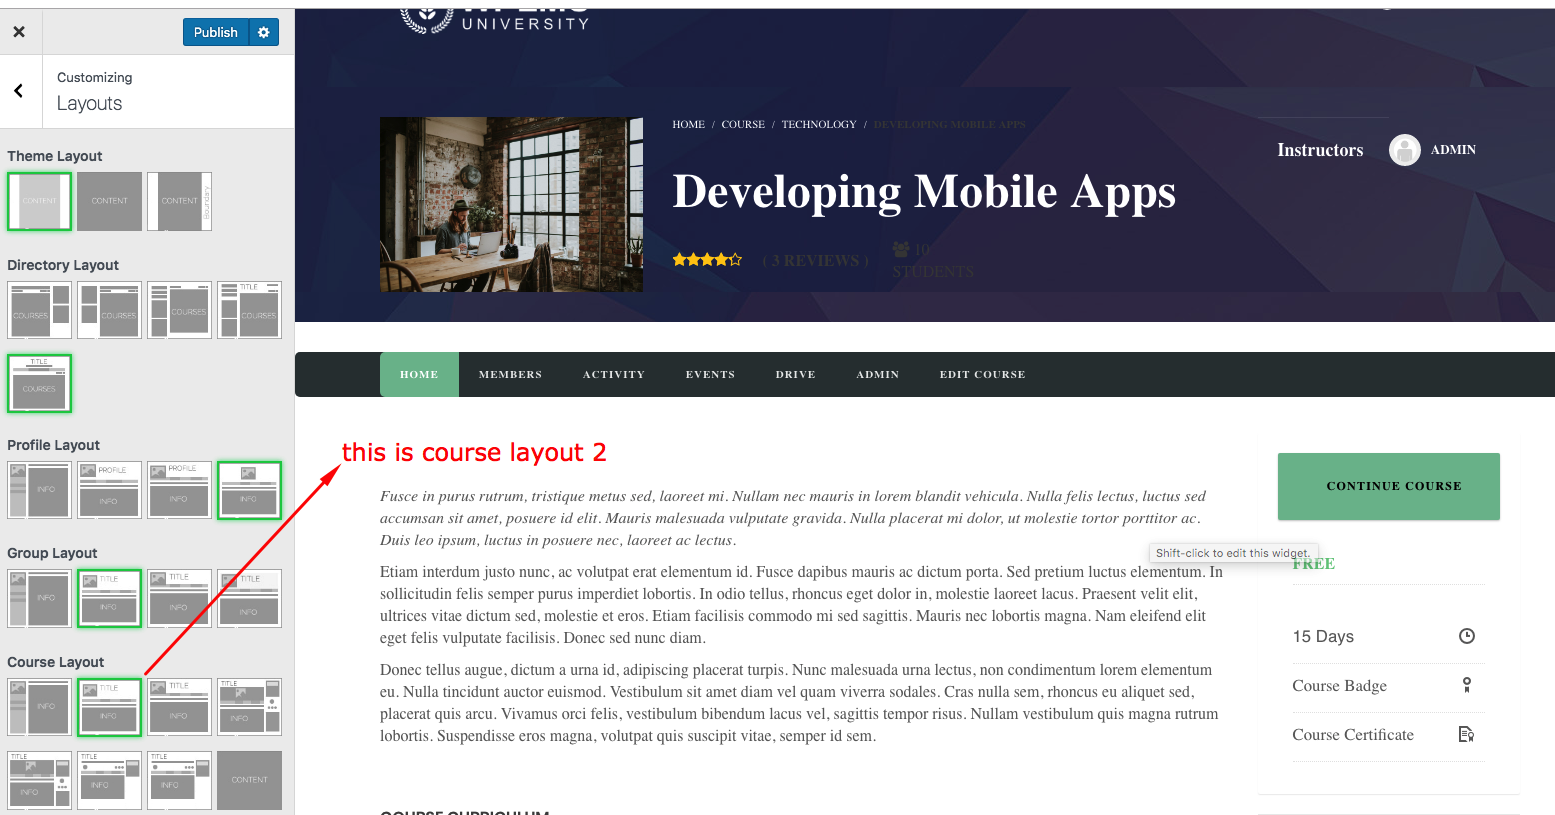 UNIVERSITY
Publish
Customizing
Layouts
Theme Layout
CONTENT
CONTENT
CONTENT
Boundary
Directory Layout
COURSES
COURSES
COURSES
TITLE
COURSES
TITLE
COURSES
Profile Layout
INFO
PROFILE
INFO
PROFILE
INFO
INFO
Group Layout
INFO
TITLE
INFO
TITLE
INFO
TITLE
INFO
Course Layout
INFO
TITLE
INFO
TITLE
INFO
INFO
TITLE
INFO
TITLE
INFO
TITLE
INFO
CONTENT
HOME / COURSE / TECHNOLOGY / DEVELOPING MOBILE APPS
Developing Mobile Apps
( 3 REVIEWS )
10
STUDENTS
Instructors
ADMIN
HOME MEMBERS ACTIVITY EVENTS DRIVE ADMIN EDIT COURSE
this is course layout 2
Fusce in purus rutrum, tristique metus sed, laoreet mi. Nullam nec mauris in lorem blandit vehicula. Nulla felis lectus, luctus sed
accumsan sit amet, posuere id elit. Mauris malesuada vulputate gravida. Nulla placerat mi dolor, ut molestie tortor porttitor ac.
Duis leo ipsum, luctus in posuere nec, laoreet ac lectus.
Etiam interdum justo nunc, ac volutpat erat elementum id. Fusce dapibus mauris ac dictum porta. Sed pretium luctus elementum. In
sollicitudin felis semper purus imperdiet lobortis. In odio tellus, rhoncus eget dolor in, molestie laoreet lacus. Praesent velit elit,
ultrices vitae dictum sed, molestie et eros. Etiam facilisis commodo mi sed sagittis. Mauris nec lobortis magna. Nam eleifend elit
eget felis vulputate facilisis. Donec sed nunc diam.
Donec tellus augue, dictum a urna id, adipiscing placerat turpis. Nunc malesuada urna lectus, non condimentum lorem elementum
eu. Nulla tincidunt auctor euismod. Vestibulum sit amet diam vel quam viverra sodales. Cras nulla sem, rhoncus eu aliquet sed,
placerat quis arcu. Vivamus orci felis, vestibulum bibendum lacus vel, sagittis tempor risus. Nullam vestibulum quis magna rutrum
lobortis. Suspendisse eros magna, volutpat quis suscipit vitae, semper id sem.
COURSE CURRICULUM
CONTINUE COURSE
Shift-click to edit this widget.
FREE
15 Days
Course Badge
Course Certificate